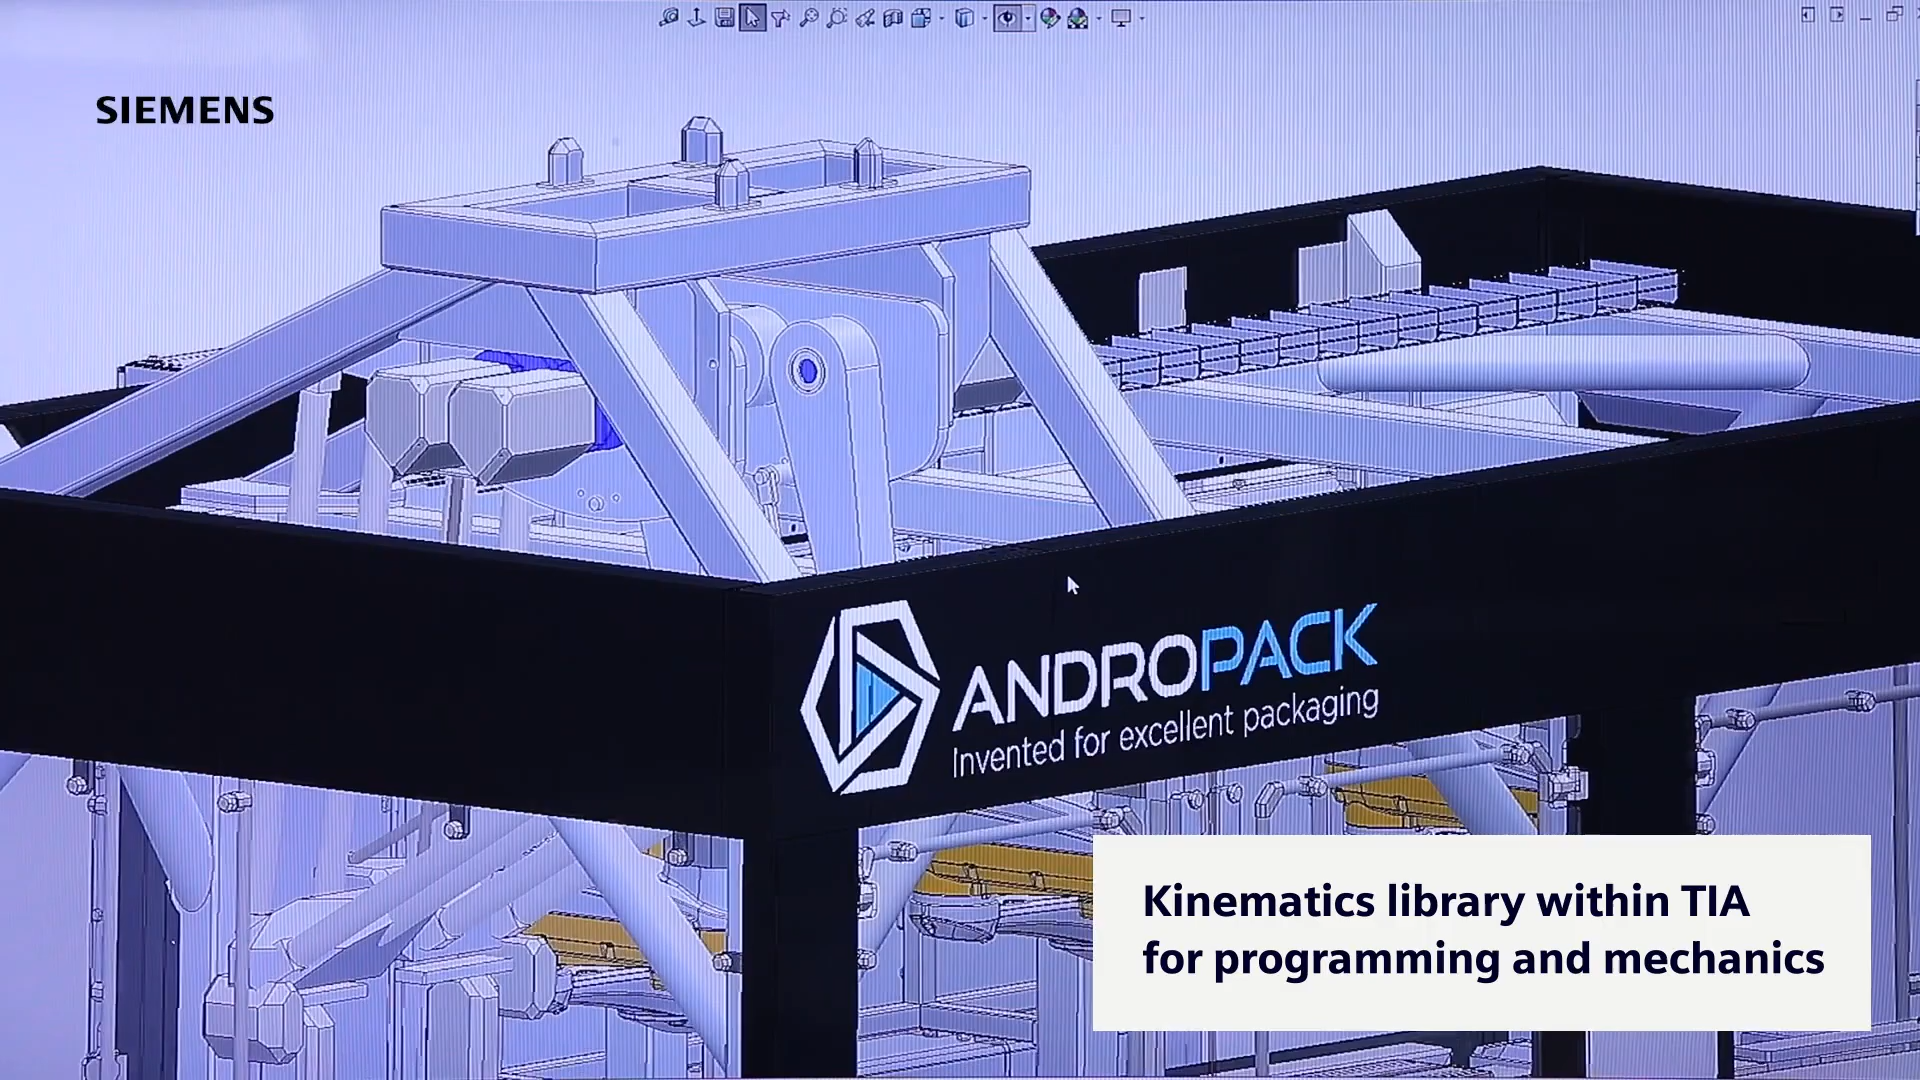 SIEMENS
ANDROPACK
Invented for excellent packaging
Kinematics library within TIA
for programming and mechanics